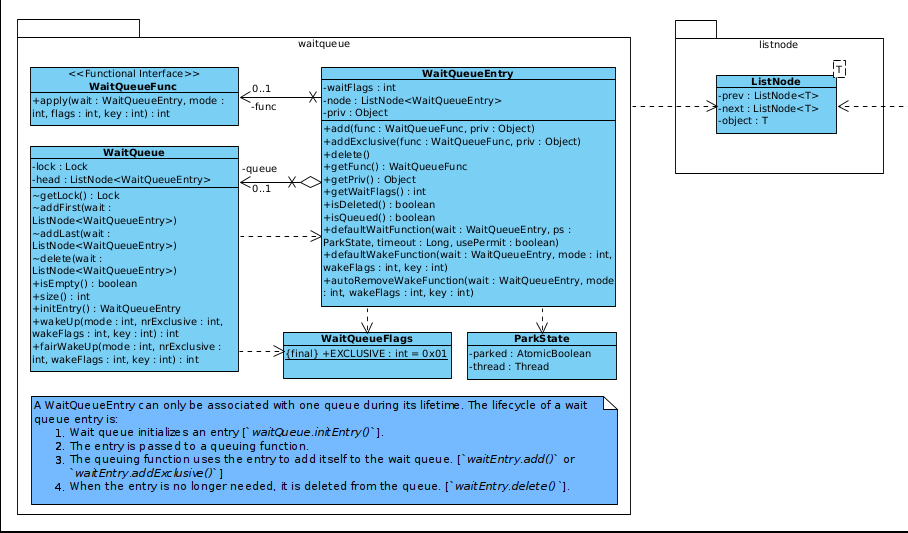 waitqueue
<<Functional Interface>>
WaitQueueFunc
+apply(wait : WaitQueueEntry, mode :
int, flags : int, key : int) : int
0..1
-func
WaitQueueEntry
-waitFlags : int
-node : ListNode<WaitQueueEntry>
-priv : Object
+add(func : WaitQueueFunc, priv : Object)
+addExclusive(func : WaitQueueFunc, priv : Object)
+delete()
+getFunc() : WaitQueueFunc
+getPriv() : Object
+getWaitFlags() : int
+isDeleted() : boolean
+isQueued() : boolean
+defaultWaitFunction(wait : WaitQueueEntry, ps :
ParkState, timeout : Long, usePermit : boolean)
+defaultWakeFunction(wait : WaitQueueEntry, mode : int,
wakeFlags : int, key : int)
+autoRemoveWakeFunction(wait : WaitQueueEntry, mode
: int, wakeFlags : int, key : int)
WaitQueue
-lock : Lock
-head : ListNode<WaitQueueEntry>
~getLock() : Lock
~addFirst(wait :
ListNode<WaitQueueEntry>)
~addLast(wait :
ListNode<WaitQueueEntry>)
~delete(wait :
ListNode<WaitQueueEntry>)
+isEmpty() : boolean
+size() : int
+initEntry() : WaitQueueEntry
+wakeUp(mode : int, nrExclusive : int,
wakeFlags : int, key : int) : int
+fairWakeUp(mode : int, nrExclusive :
int, wakeFlags : int, key : int) : int
-queue
0..1
WaitQueueFlags
{final} +EXCLUSIVE : int = 0x01
ParkState
-parked : AtomicBoolean
-thread : Thread
A WaitQueueEntry can only be associated with one queue during its lifetime. The lifecycle of a wait
queue entry is:
1. Wait queue initializes an entry [`waitQueue.initEntry()`].
2. The entry is passed to a queuing function.
3. The queuing function uses the entry to add itself to the wait queue. [`waitEntry.add()` or
`waitEntry.addExclusive()`]
4. When the entry is no longer needed, it is deleted from the queue. [`waitEntry.delete()`].
listnode
T
ListNode
-prev : ListNode<T>
-next : ListNode<T>
-object : T